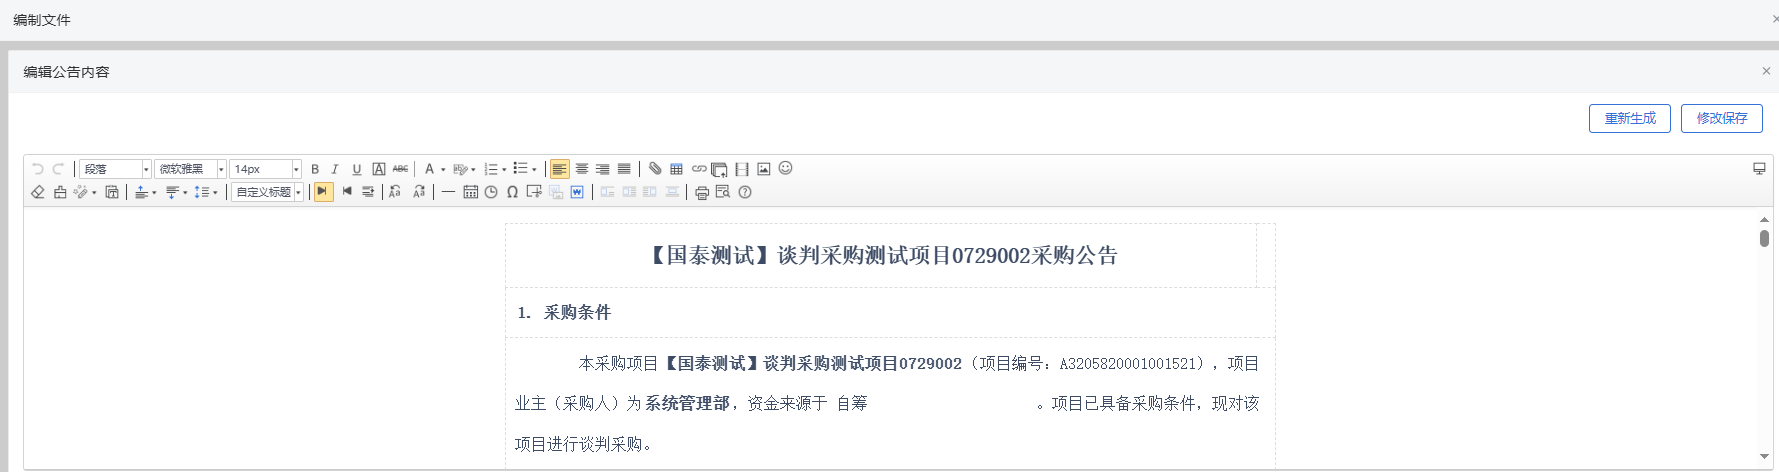 编制文件
编辑公告内容
重新生成 修改保存
段落 微软雅黑 14px B I U A ABC A
自定义标题
【国泰测试】谈判采购测试项目0729002采购公告
1. 采购条件
本采购项目【国泰测试】谈判采购测试项目0729002（项目编号：A3205820001001521），项目
业主（采购人）为系统管理部，资金来源于 自筹 。项目已具备采购条件，现对该
项目进行谈判采购。